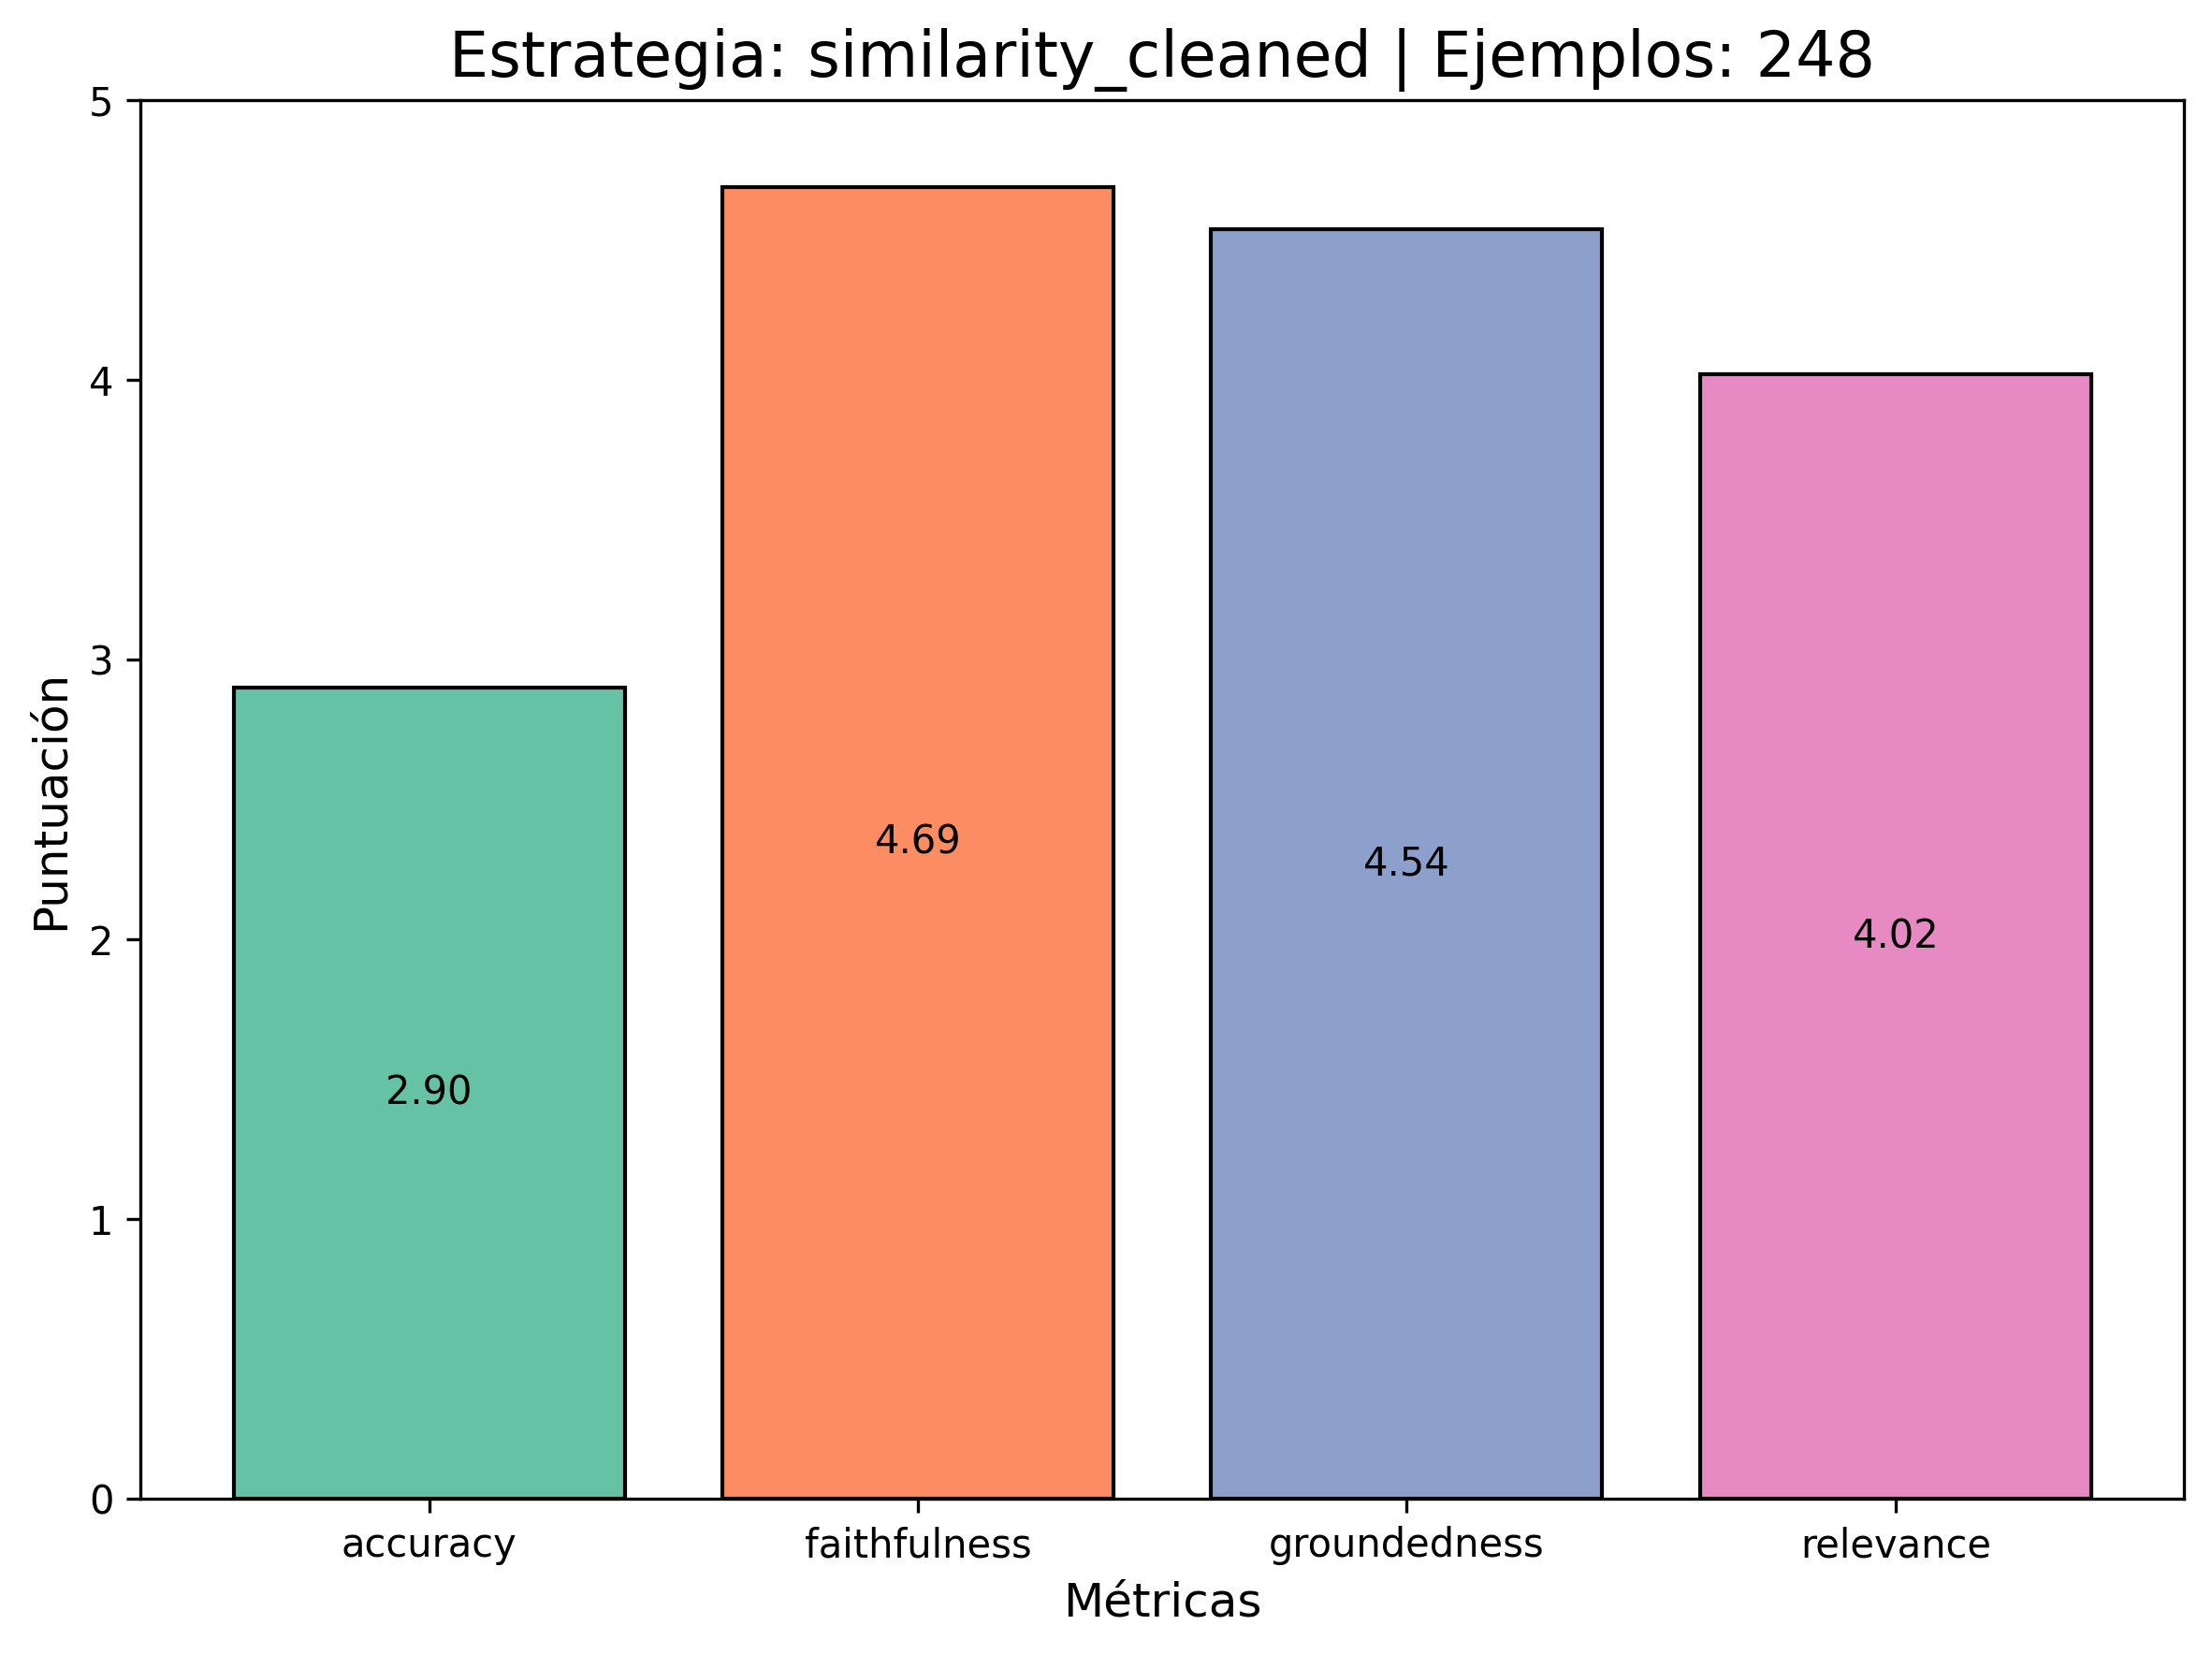 Estrategia: similarity_cleaned | Ejemplos: 248
Puntuación
5
4
3
2
1
0
2.90
4.69
4.54
4.02
accuracy
faithfulness
groundedness
relevance
Métricas